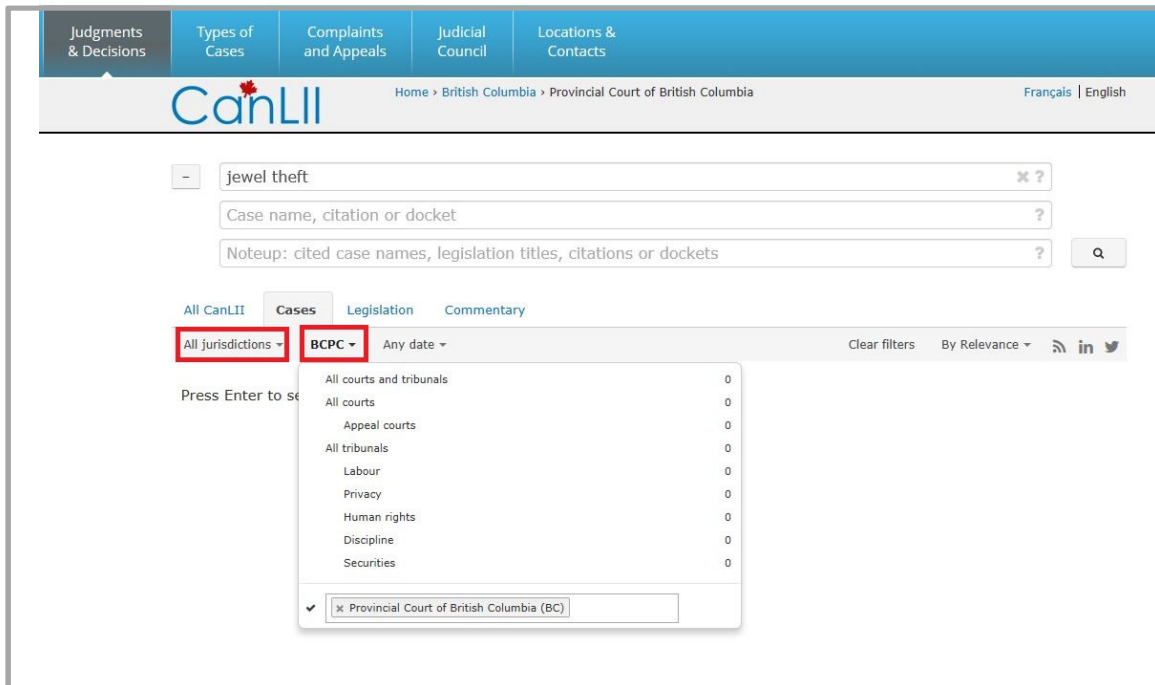 Judgments & Decisions
Types of Cases
Complaints and Appeals
Judicial Council
Locations & Contacts
CanLII
Home › British Columbia › Provincial Court of British Columbia
Français | English
jewel theft
Case name, citation or docket
Noteup: cited case names, legislation titles, citations or dockets
All CanLII Cases Legislation Commentary
All jurisdictions BCPC Any date Clear filters By Relevance
Press Enter to se
All courts and tribunals 0
All courts 0
Appeal courts 0
All tribunals 0
Labour 0
Privacy 0
Human rights 0
Discipline 0
Securities 0
Provincial Court of British Columbia (BC)